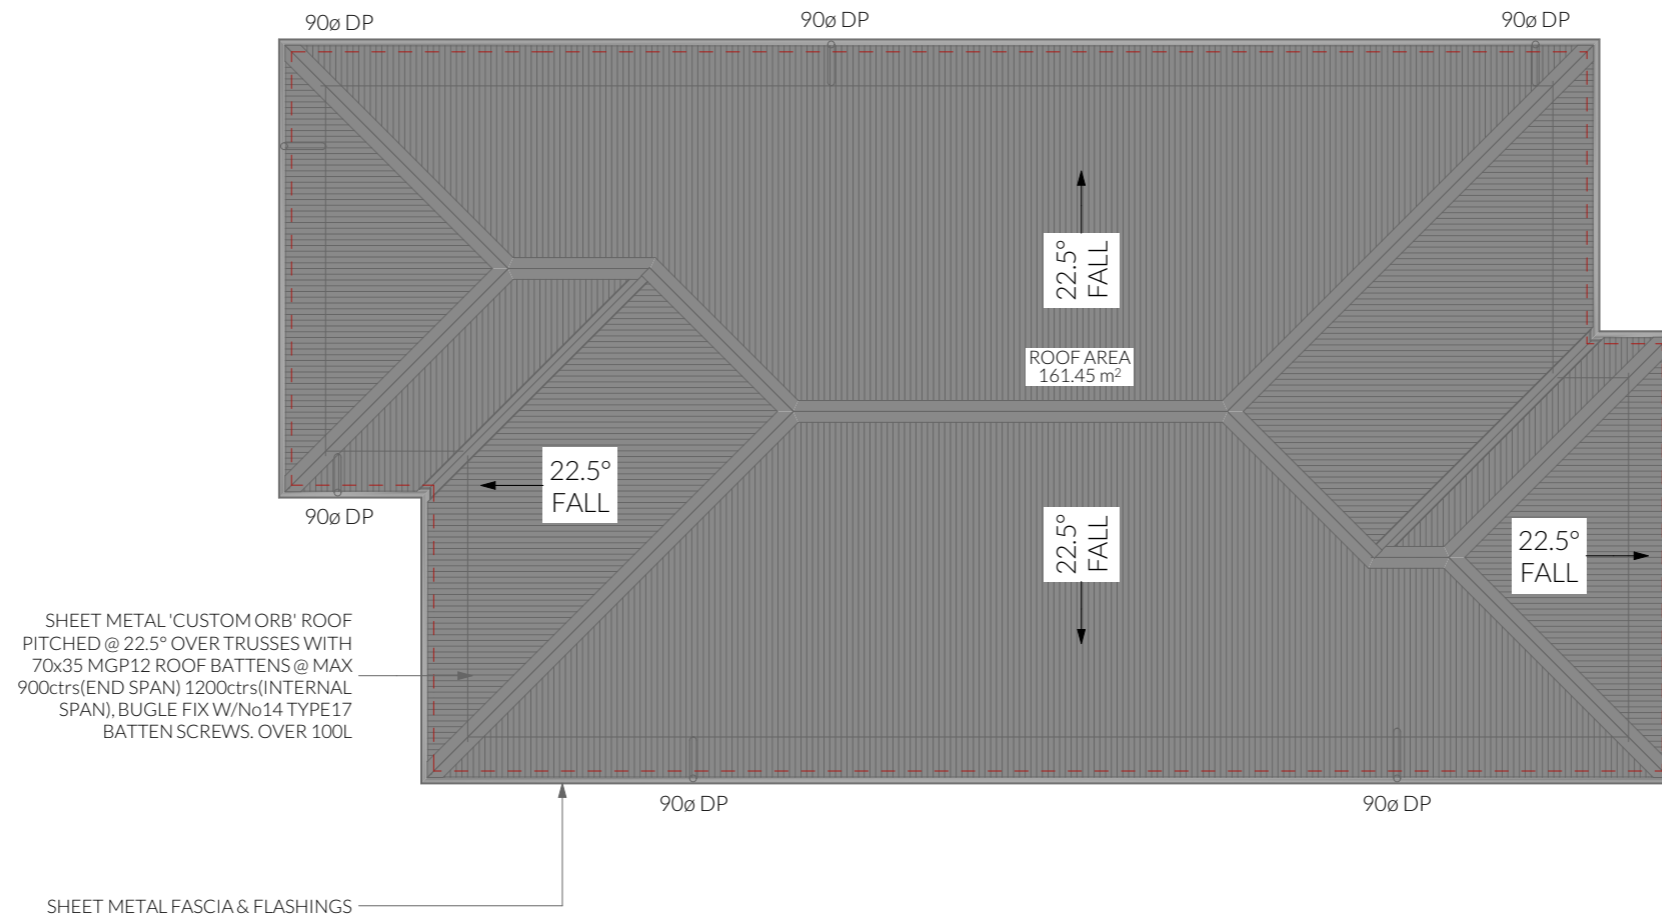 90ø DP
90ø DP
90ø DP
22.5°
FALL
ROOF AREA
161.45 m²
22.5°
FALL
90ø DP
22.5°
FALL
22.5°
FALL
SHEET METAL 'CUSTOM ORB' ROOF
PITCHED @ 22.5° OVER TRUSSES WITH
70x35 MGP12 ROOF BATTENS @ MAX
900ctrs(END SPAN) 1200ctrs(INTERNAL
SPAN), BUGLE FIX W/No14 TYPE17
BATTEN SCREWS. OVER 100L
90ø DP
90ø DP
SHEET METAL FASCIA & FLASHINGS